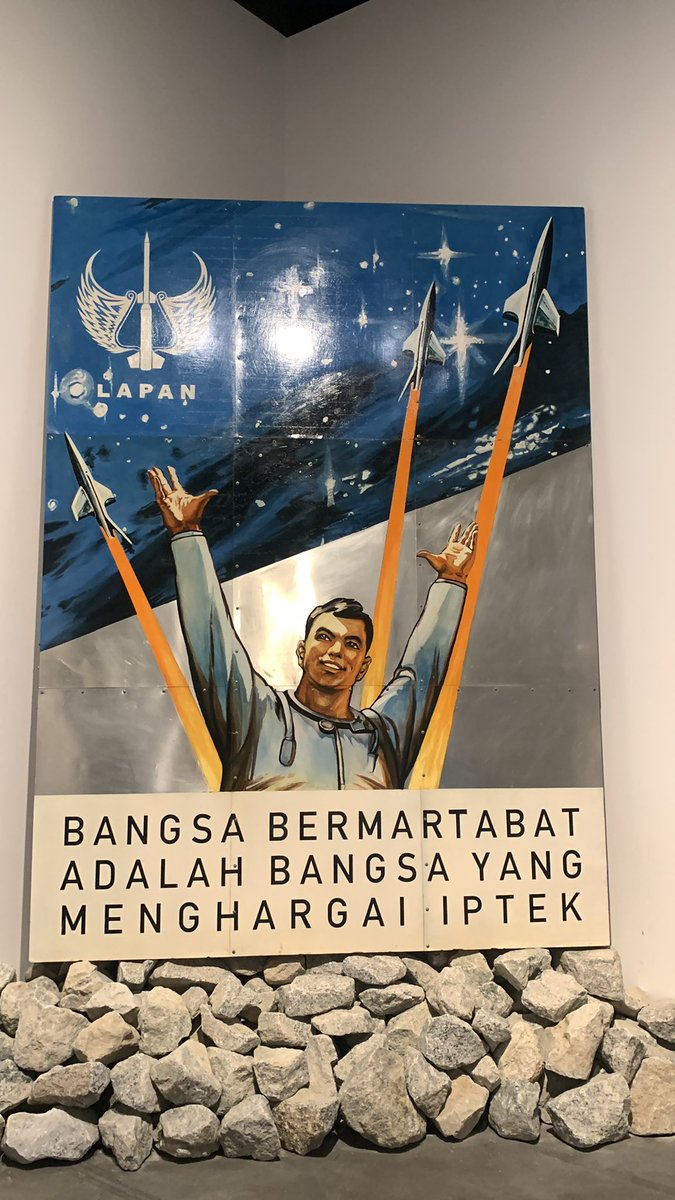 LAPAN
BANGSA BERMARTABAT
ADALAH BANGSA YANG
MENGHARGAI IPTEK